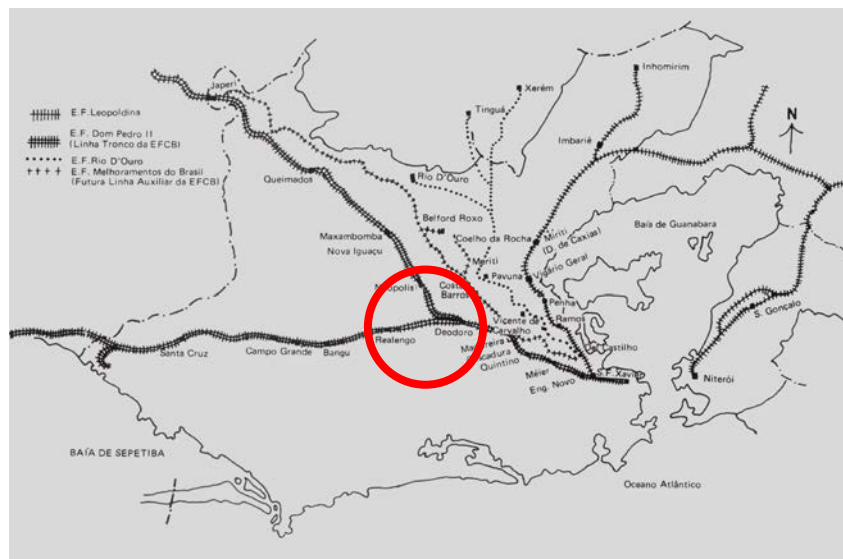 E.F. Leopoldina
E.F. Dom Pedro II
(Linha Tronco da EFCB)
E.F. Rio D'Ouro
E.F. Melhoramentos do Brasil
(Futura Linha Auxiliar da EFCB)
Japeri
Queimados
Maxambomba
Nova Iguaçu
Tinguá
Xerém
Inhomirim
Imbariê
N
Rio D'Ouro
Belford Roxo
Coelho da Rocha
Meriti
Pavuna
Miriti
(D. de Caxias)
Vigário Geral
Baía de Guanabara
Costa
Barros
Penha
Ramos
Vicente de
Carvalho
Realengo
Deodoro
Quintino
Méier
Eng. Novo
S.F. Xavier
S. Gonçalo
Niterói
Santa Cruz
Campo Grande
Bangu
BAÍA DE SEPETIBA
Oceano Atlântico